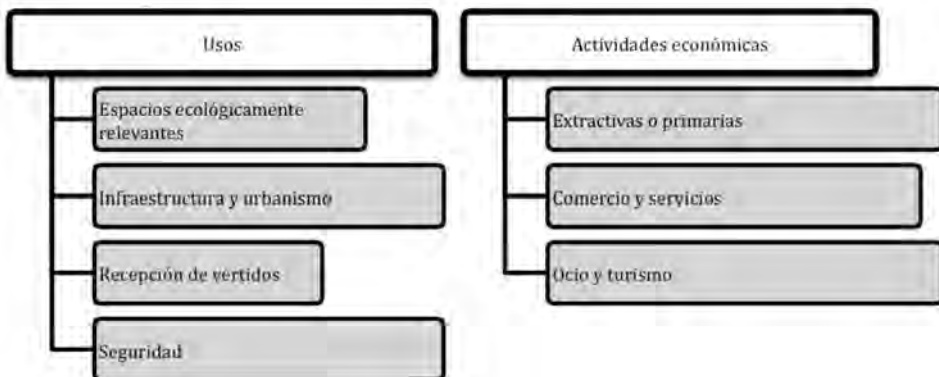 Usos
Espacios ecológicamente
relevantes
Infraestructura y urbanismo
Recepción de vertidos
Seguridad
Actividades económicas
Extractivas o primarias
Comercio y servicios
Ocio y turismo